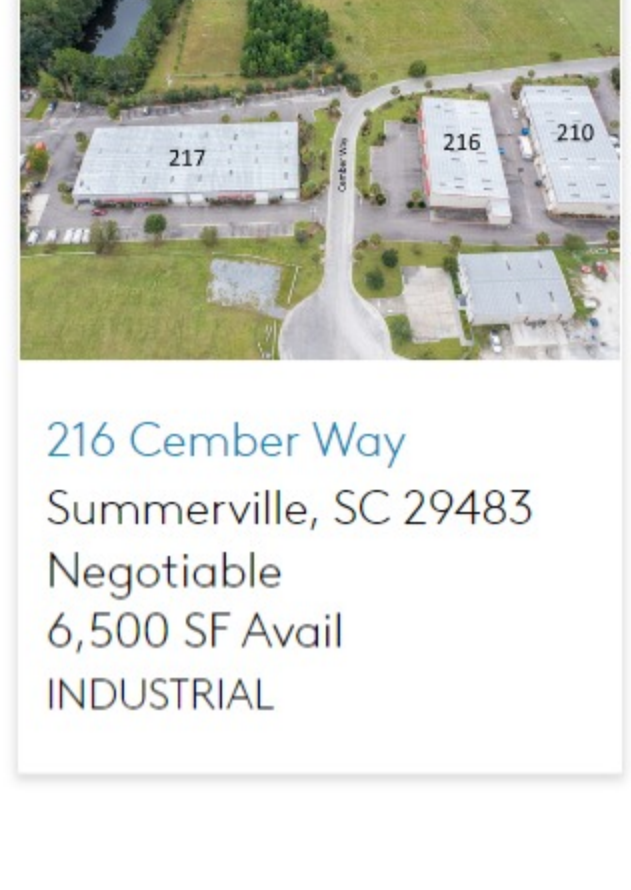 217
Cember Way
216
210
216 Cember Way
Summerville, SC 29483
Negotiable
6,500 SF Avail
INDUSTRIAL